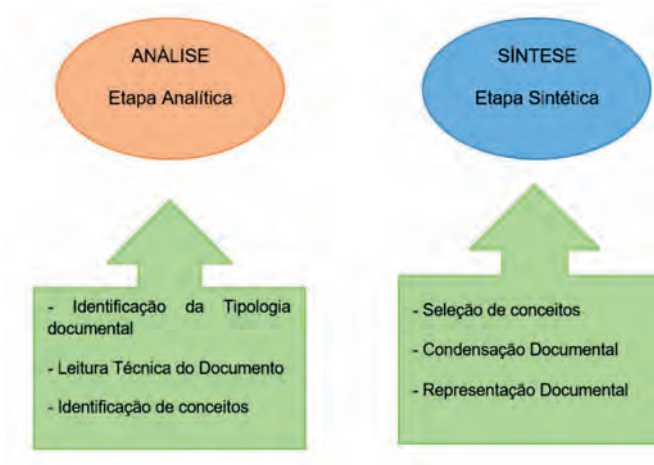 ANÁLISE
Etapa Analítica
- Identificação da Tipologia
documental
- Leitura Técnica do Documento
- Identificação de conceitos
SÍNTESE
Etapa Sintética
- Seleção de conceitos
- Condensação Documental
- Representação Documental